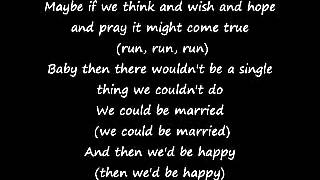 Maybe if we think and wish and hope
and pray it might come true
(run, run, run)
Baby then there wouldn't be a single
thing we couldn't do
We could be married
(we could be married)
And then we'd be happy
(then we'd be happy)